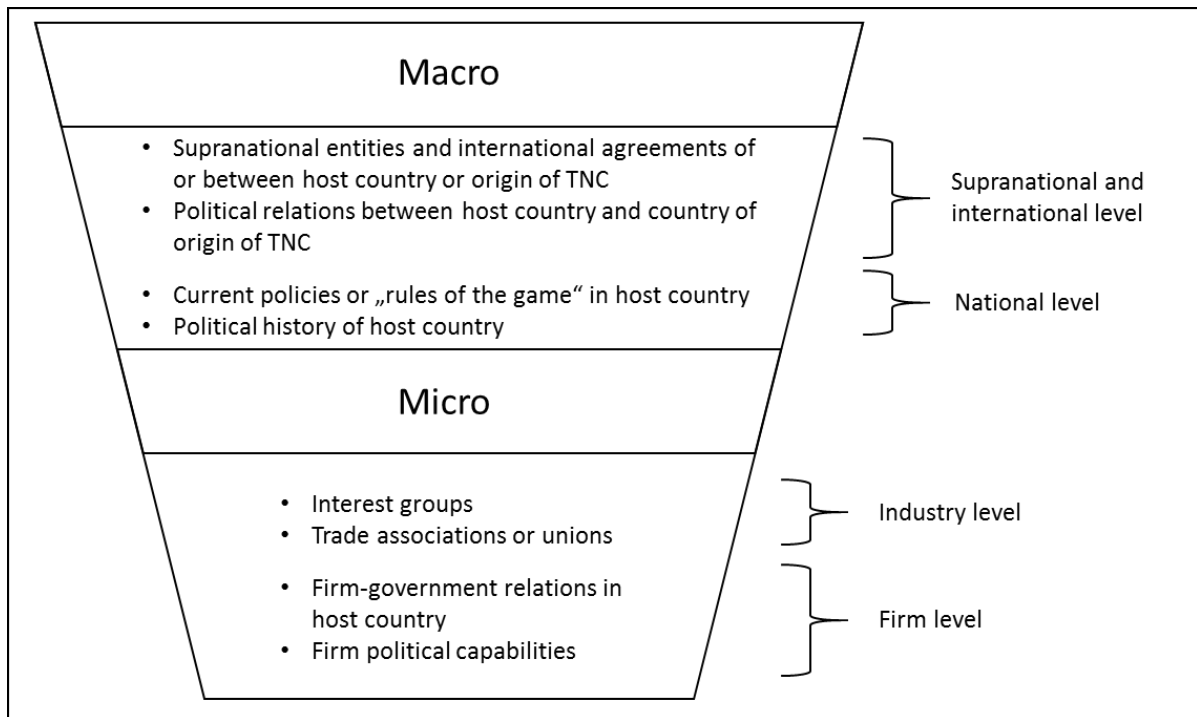 Macro
• Supranational entities and international agreements of
or between host country or origin of TNC
• Political relations between host country and country of
origin of TNC
Supranational and
international level
• Current policies or „rules of the game“ in host country
• Political history of host country
National level
Micro
• Interest groups
• Trade associations or unions
Industry level
• Firm-government relations in
host country
• Firm political capabilities
Firm level